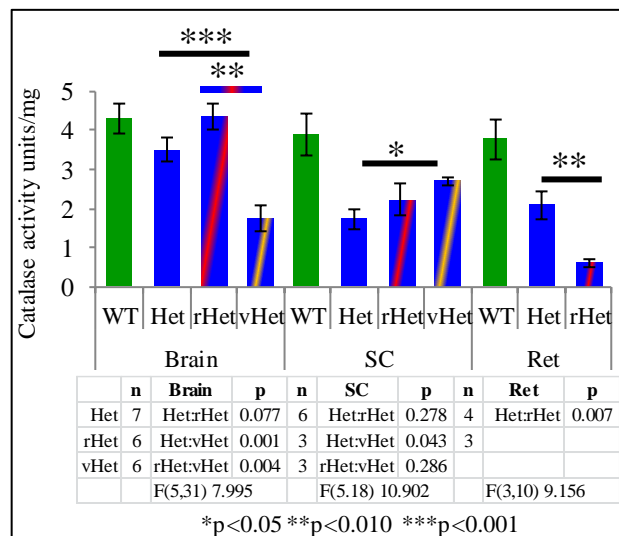 ***
**
*
**
Catalase activity units/mg
5
4
3
2
1
0
WT Het rHet vHet WT Het rHet vHet WT Het rHet
Brain SC Ret
n Brain p n SC p n Ret p
Het 7 Het:rHet 0.077 6 Het:rHet 0.278 4 Het:rHet 0.007
rHet 6 Het:vHet 0.001 3 Het:vHet 0.043 3
vHet 6 rHet:vHet 0.004 3 rHet:vHet 0.286
F(5,31) 7.995 F(5.18) 10.902 F(3,10) 9.156
*p<0.05 **p<0.010 ***p<0.001